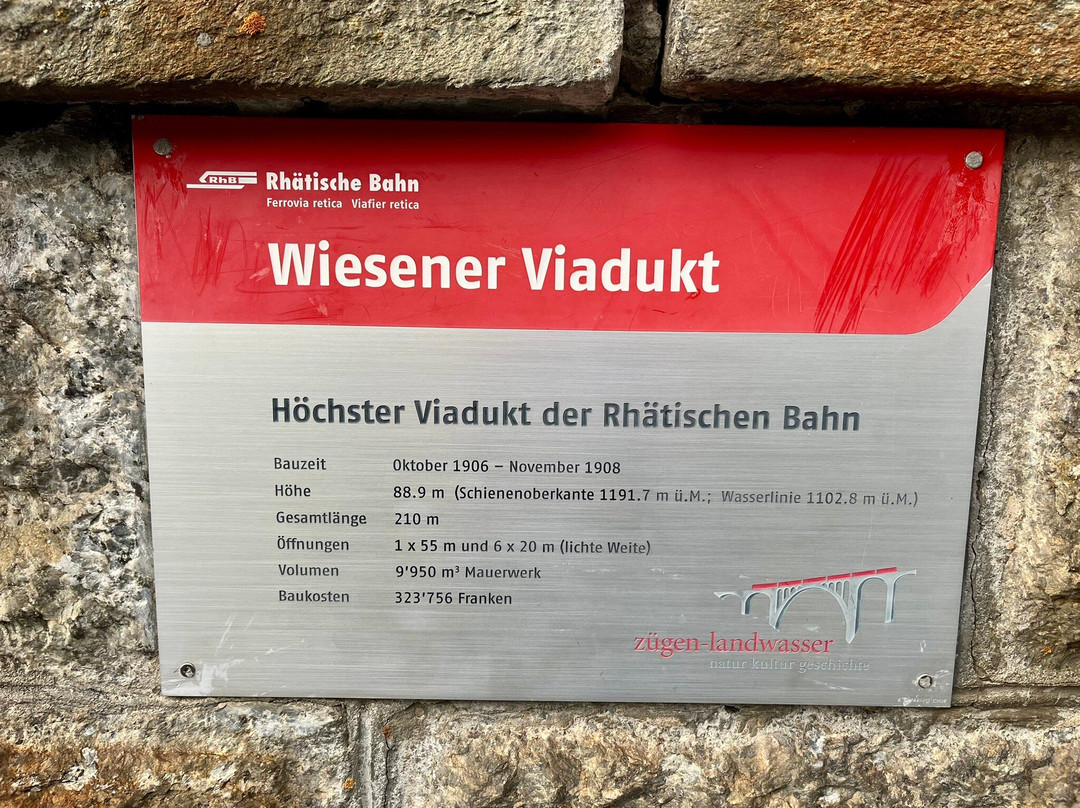 RhB Rhätische Bahn
Ferrovia retica Viafier retica
Wiesener Viadukt
Höchster Viadukt der Rhätischen Bahn
Bauzeit Oktober 1906 – November 1908
Höhe 88.9 m (Schienenoberkante 1191.7 m ü.M.; Wasserlinie 1102.8 m ü.M.)
Gesamtlänge 210 m
Öffnungen 1 x 55 m und 6 x 20 m (lichte Weite)
Volumen 9'950 m³ Mauerwerk
Baukosten 323'756 Franken
zügen-landwasser
natur kultur geschichte